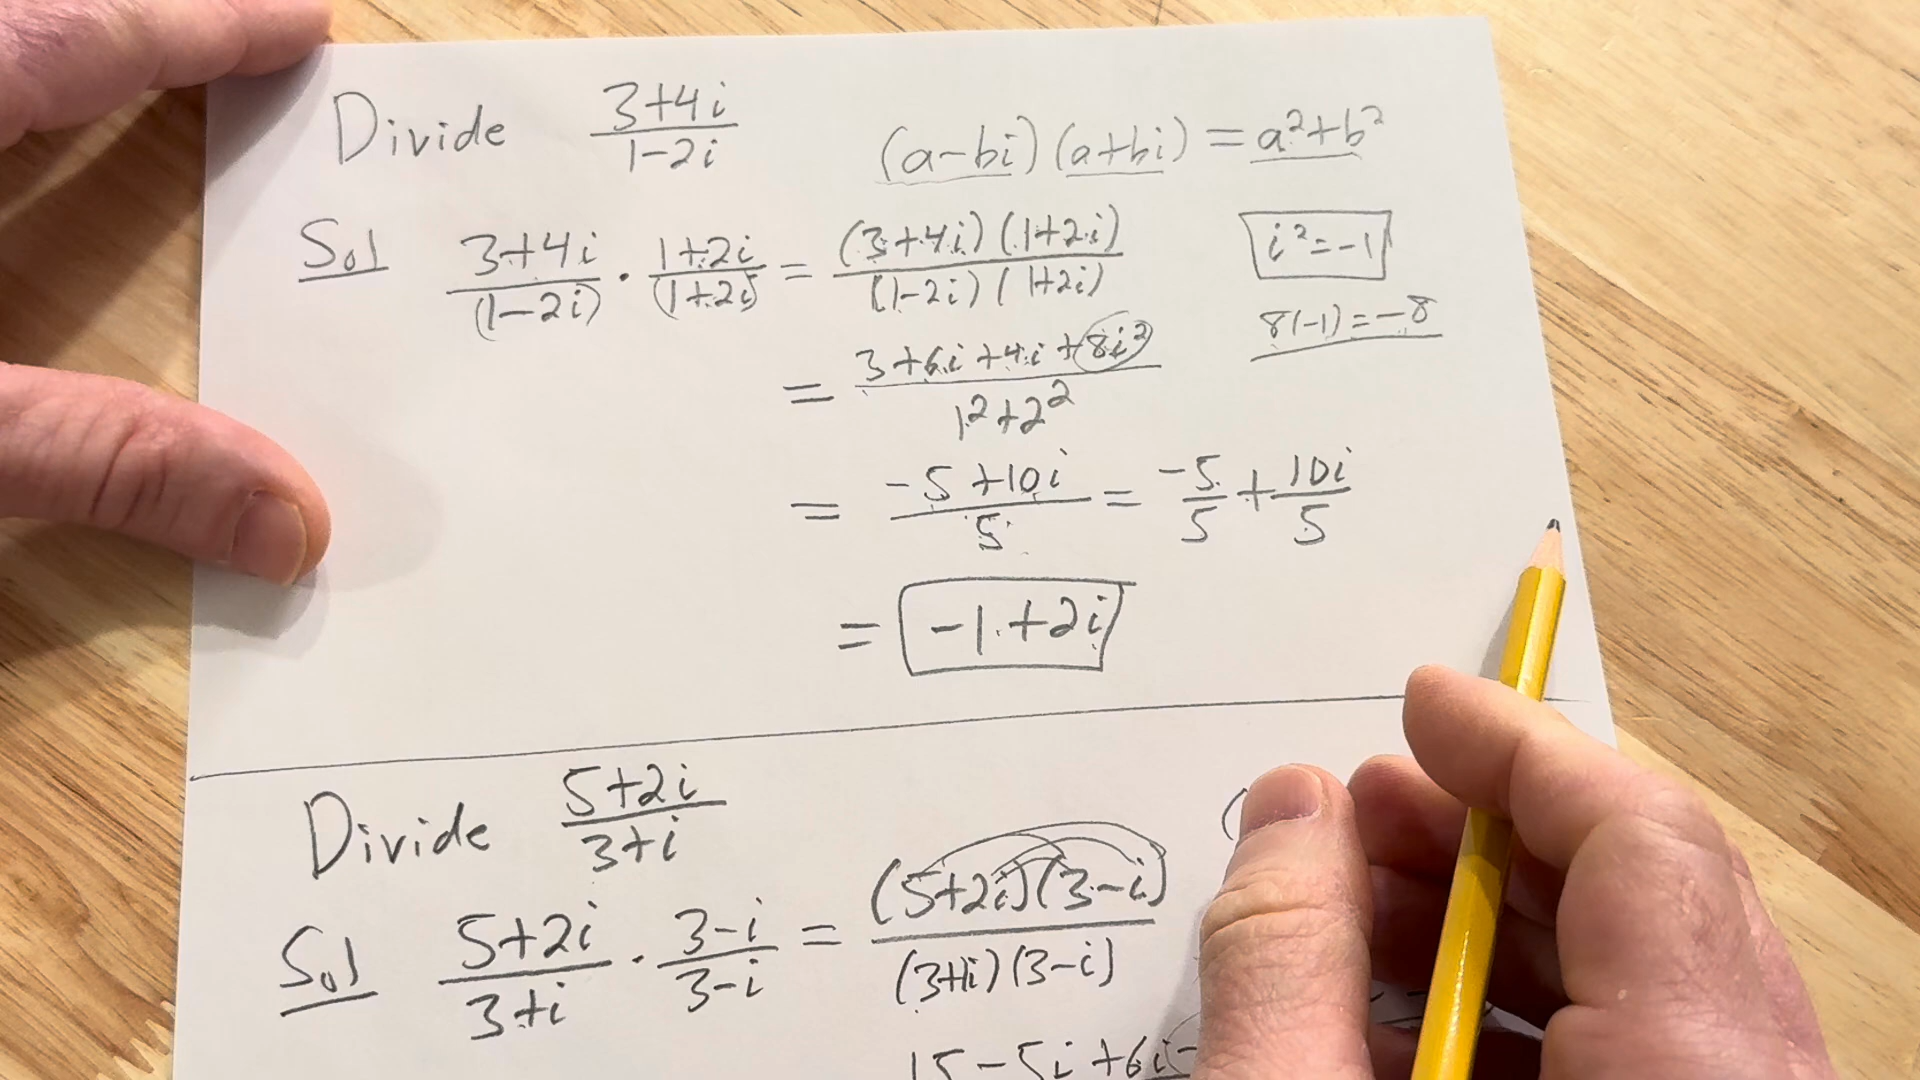 Divide (3+4i)/(1-2i)
(a-bi)(a+bi) = a²+b²
Sol (3+4i)/(1-2i) · (1+2i)/(1+2i) = (3+4i)(1+2i)/(1-2i)(1+2i)
i²=-1
8(-1)=-8
= (3+6i+4i+8i²)/(1²+2²)
= (-5+10i)/5 = -5/5 + 10i/5
= -1+2i
Divide (5+2i)/(3+i)
Sol (5+2i)/(3+i) · (3-i)/(3-i) = (5+2i)(3-i)/(3+i)(3-i)
15-5i+6i-